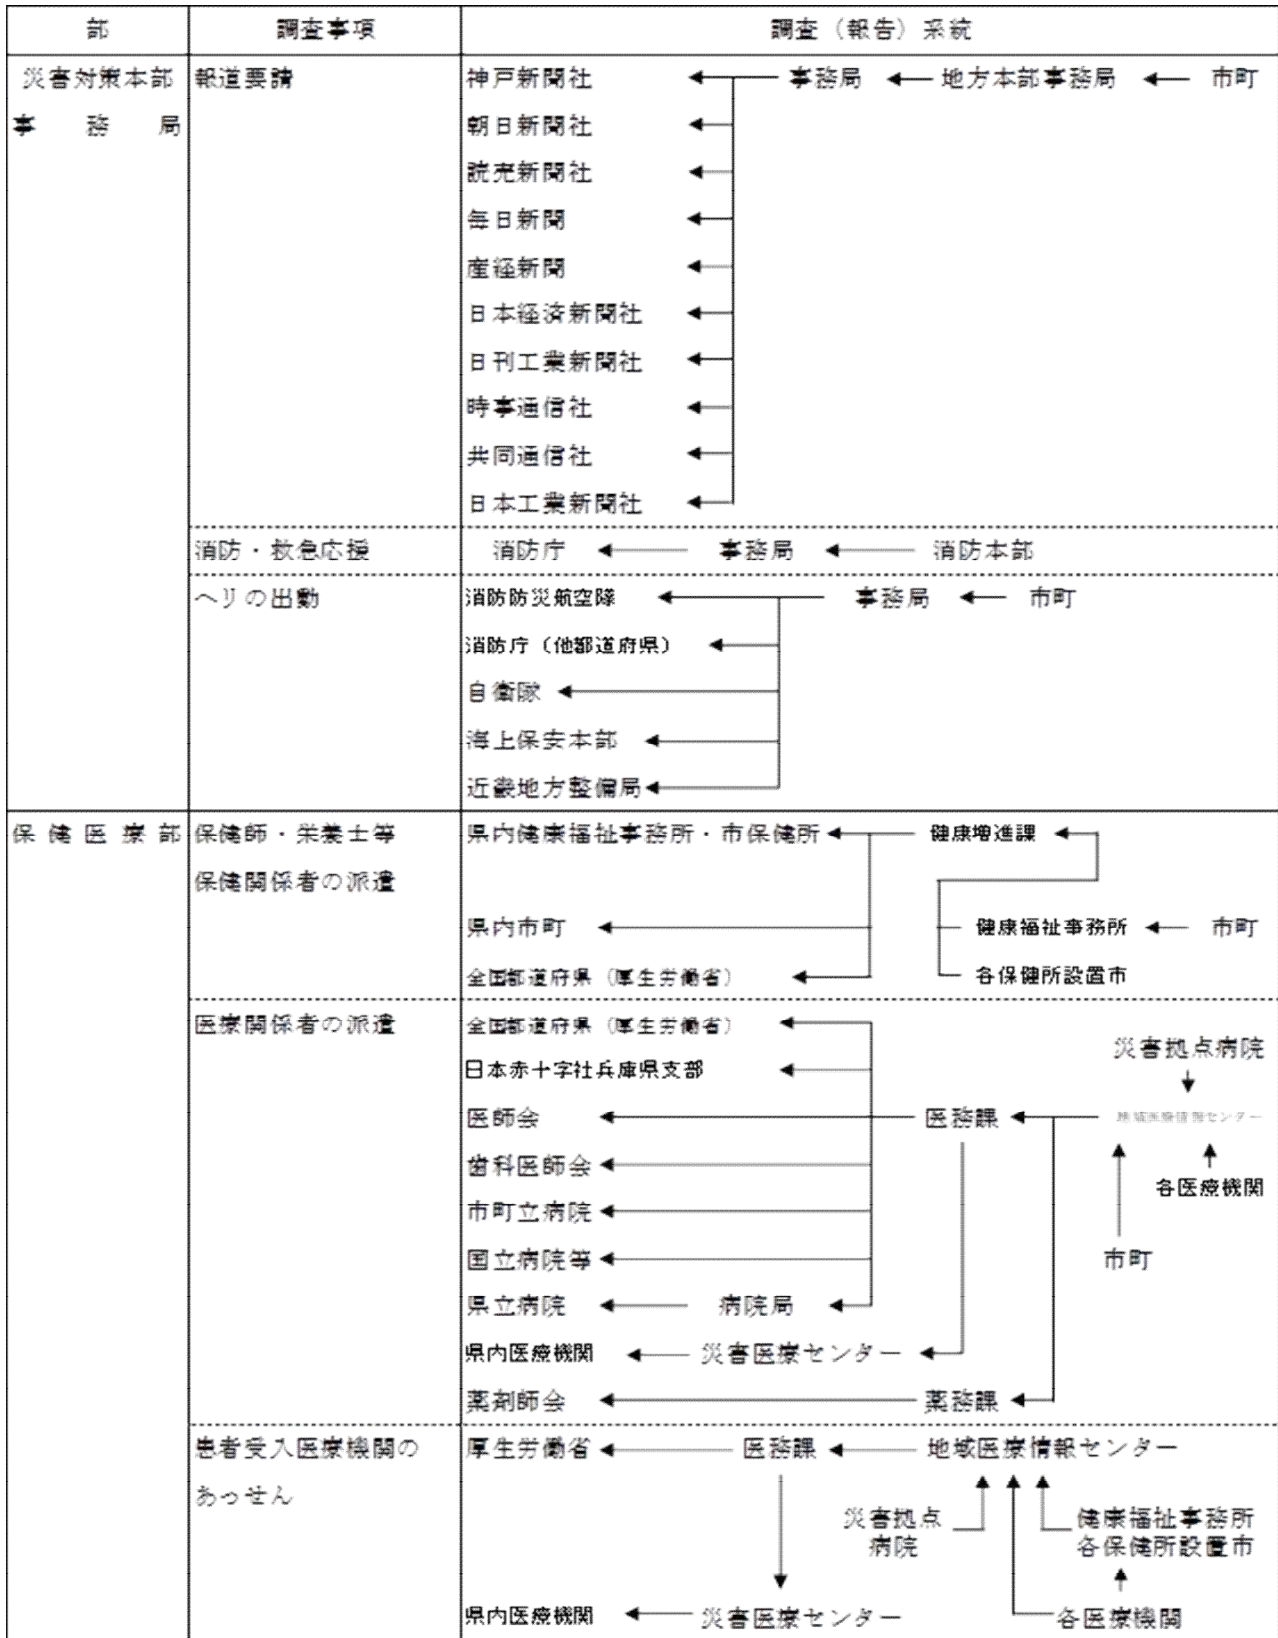 部 調査事項 調査（報告）系統
災害対策本部 報道要請 神戸新聞社 事務局 地方本部事務局 市町
事務局 朝日新聞社
読売新聞社
毎日新聞
産経新聞
日本経済新聞社
日刊工業新聞社
時事通信社
共同通信社
日本工業新聞社
消防・救急応援 消防庁 事務局 消防本部
ヘリの出動 消防防災航空隊 事務局 市町
消防庁（他都道府県）
自衛隊
海上保安本部
近畿地方整備局
保健医療部 保健師・栄養士等 県内健康福祉事務所・市保健所 健康増進課
保健関係者の派遣
県内市町 健康福祉事務所 市町
全国都道府県（厚生労働省） 各保健所設置市
医療関係者の派遣 全国都道府県（厚生労働省）
災害拠点病院
日本赤十字社兵庫県支部
医師会 医務課 地域医療情報センター
歯科医師会
各医療機関
市町立病院
国立病院等 市町
県立病院 病院局
県内医療機関 災害医療センター
薬剤師会 薬務課
患者受入医療機関の 厚生労働省 医務課 地域医療情報センター
あっせん
災害拠点 健康福祉事務所
病院 各保健所設置市
県内医療機関 災害医療センター 各医療機関